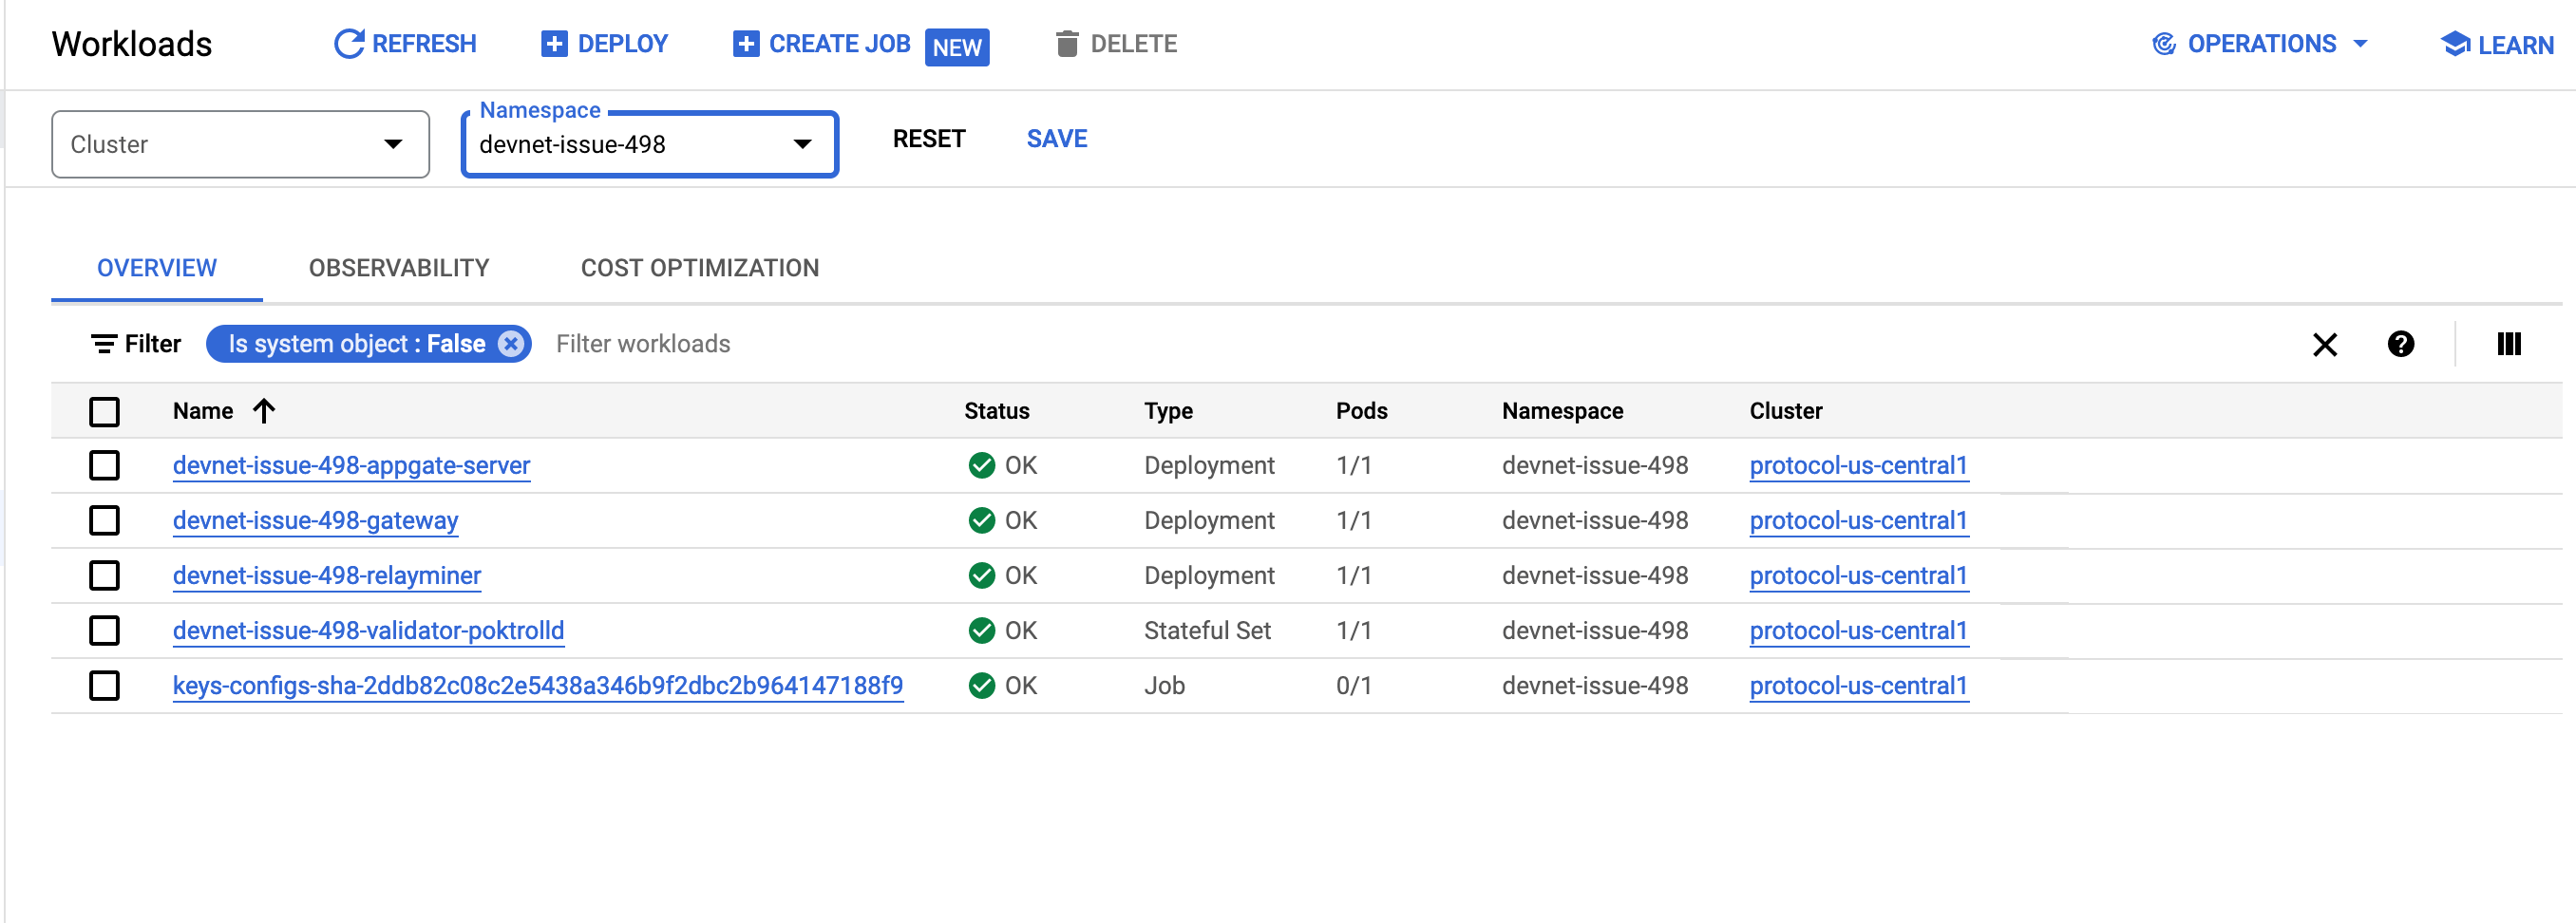 Workloads REFRESH DEPLOY CREATE JOB NEW DELETE OPERATIONS LEARN
Namespace
Cluster devnet-issue-498 RESET SAVE
OVERVIEW OBSERVABILITY COST OPTIMIZATION
Filter Is system object : False Filter workloads
Name Status Type Pods Namespace Cluster
devnet-issue-498-appgate-server OK Deployment 1/1 devnet-issue-498 protocol-us-central1
devnet-issue-498-gateway OK Deployment 1/1 devnet-issue-498 protocol-us-central1
devnet-issue-498-relayminer OK Deployment 1/1 devnet-issue-498 protocol-us-central1
devnet-issue-498-validator-poktrolld OK Stateful Set 1/1 devnet-issue-498 protocol-us-central1
keys-configs-sha-2ddb82c08c2e5438a346b9f2dbc2b964147188f9 OK Job 0/1 devnet-issue-498 protocol-us-central1